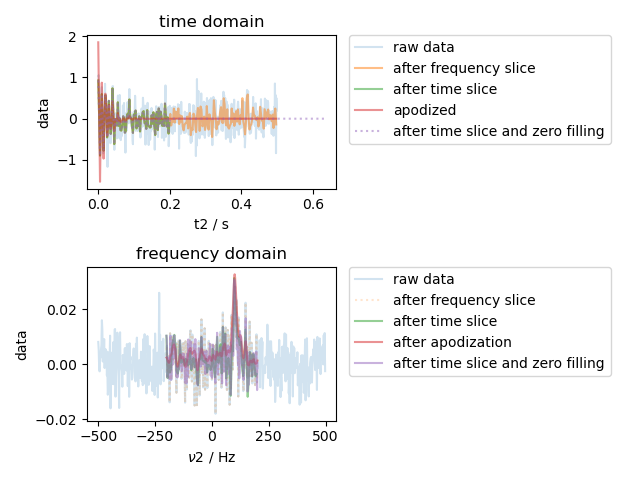 time domain
2
1
0
−1
data
0.0 0.2 0.4 0.6
t2 / s
raw data
after frequency slice
after time slice
apodized
after time slice and zero filling
frequency domain
0.02
0.00
−0.02
data
−500 −250 0 250 500
ν2 / Hz
raw data
after frequency slice
after time slice
after apodization
after time slice and zero filling